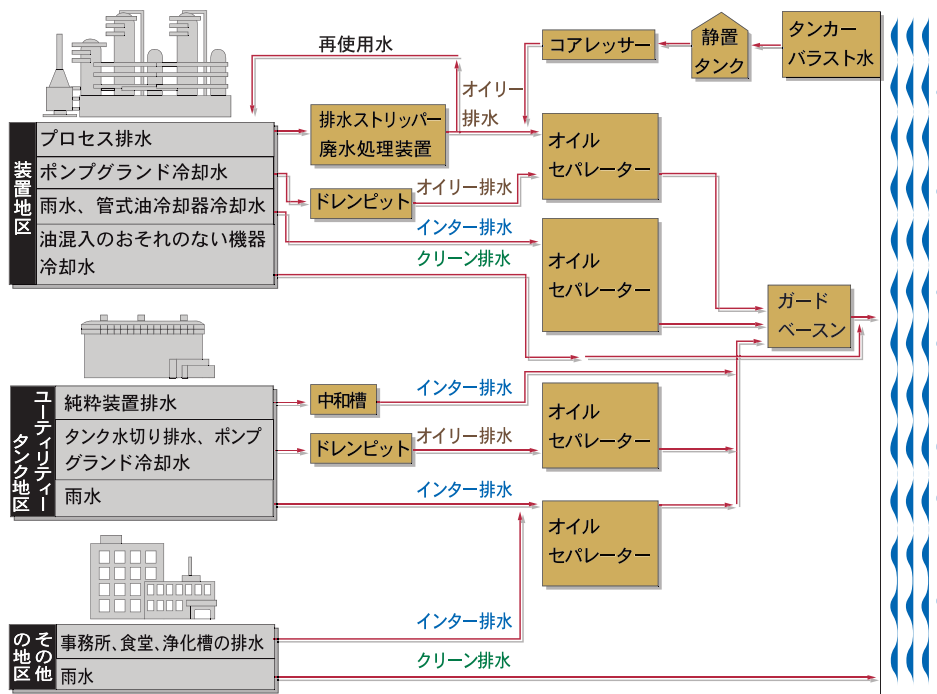 再使用水
コアレッサー
静置
タンク
タンカー
バラスト水
オイリー
排水
装置地区
プロセス排水
ポンプグランド冷却水
雨水、管式油冷却器冷却水
油混入のおそれのない機器
冷却水
排水ストリッパー
廃水処理装置
ドレンピット
オイリー排水
インター排水
クリーン排水
オイル
セパレーター
オイル
セパレーター
ガード
ベースン
ユーティリティー
タンク地区
純粋装置排水
タンク水切り排水、ポンプ
グランド冷却水
雨水
中和槽
インター排水
ドレンピット
オイリー排水
インター排水
オイル
セパレーター
オイル
セパレーター
その他
の地区
事務所、食堂、浄化槽の排水
雨水
インター排水
クリーン排水